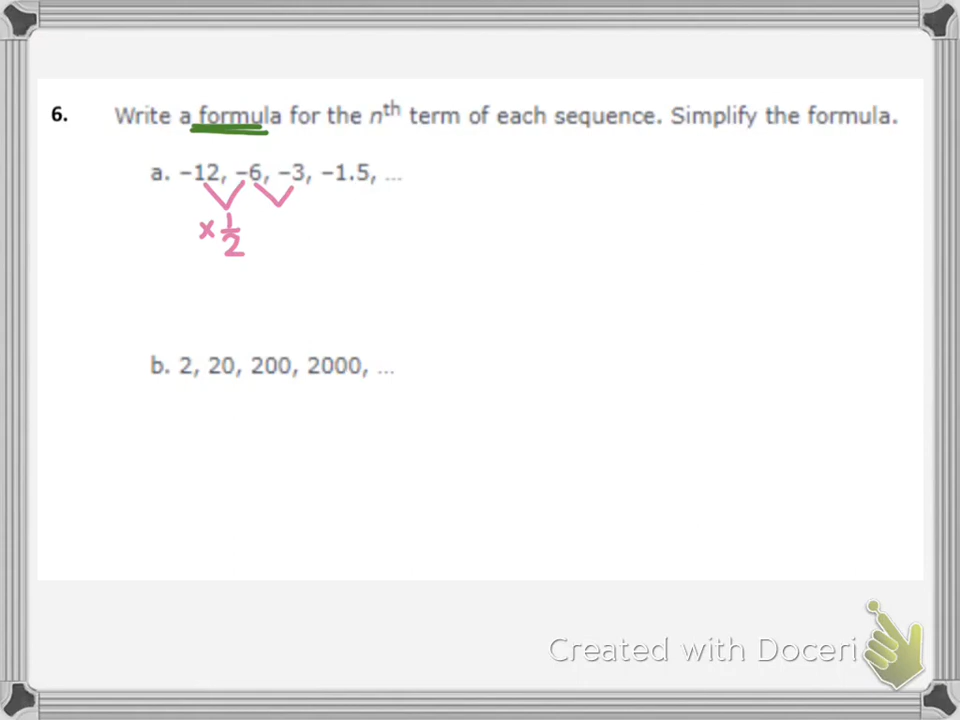 6. Write a formula for the nth term of each sequence. Simplify the formula.
a. −12, −6, −3, −1.5, ...
× 1/2
b. 2, 20, 200, 2000, ...
Created with Doceri